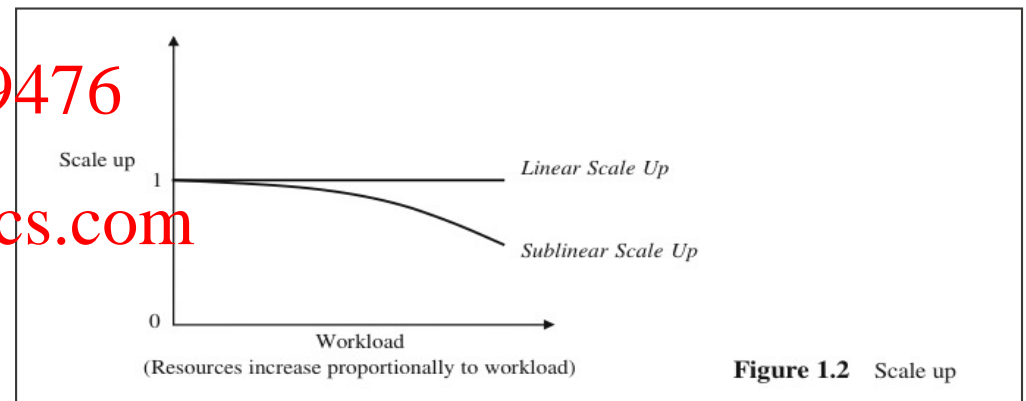 9476
Scale up
1
Linear Scale Up
cs.com
Sublinear Scale Up
0
Workload
(Resources increase proportionally to workload)
Figure 1.2 Scale up